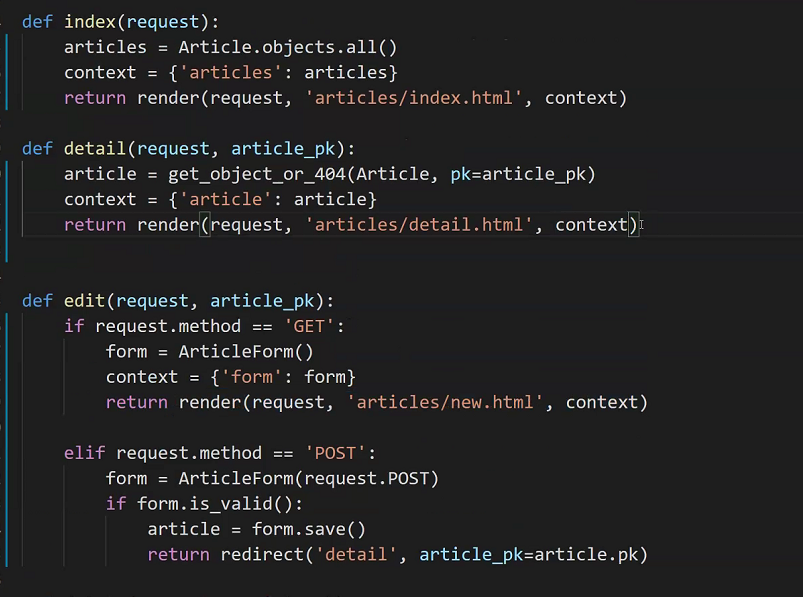 def index(request):
    articles = Article.objects.all()
    context = {'articles': articles}
    return render(request, 'articles/index.html', context)
def detail(request, article_pk):
    article = get_object_or_404(Article, pk=article_pk)
    context = {'article': article}
    return render(request, 'articles/detail.html', context)
def edit(request, article_pk):
    if request.method == 'GET':
        form = ArticleForm()
        context = {'form': form}
        return render(request, 'articles/new.html', context)
    elif request.method == 'POST':
        form = ArticleForm(request.POST)
        if form.is_valid():
            article = form.save()
            return redirect('detail', article_pk=article.pk)